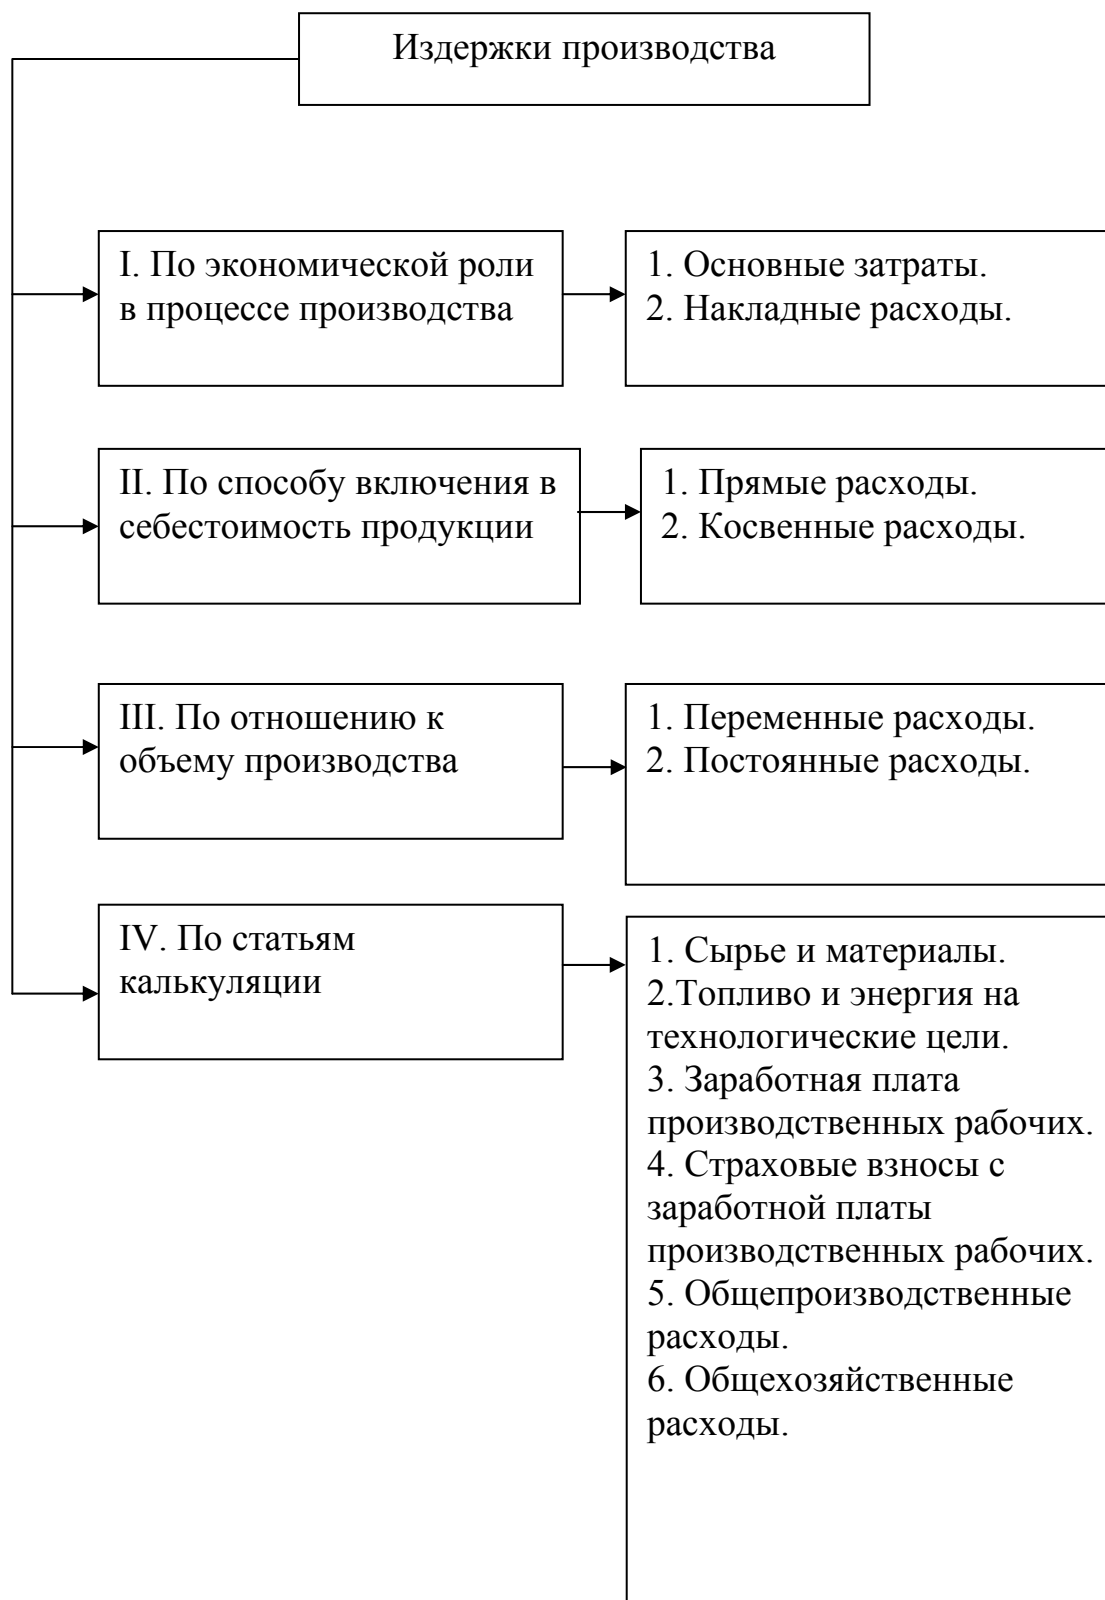 Издержки производства
I. По экономической роли
в процессе производства
1. Основные затраты.
2. Накладные расходы.
II. По способу включения в
себестоимость продукции
1. Прямые расходы.
2. Косвенные расходы.
III. По отношению к
объему производства
1. Переменные расходы.
2. Постоянные расходы.
IV. По статьям
калькуляции
1. Сырье и материалы.
2.Топливо и энергия на
технологические цели.
3. Заработная плата
производственных рабочих.
4. Страховые взносы с
заработной платы
производственных рабочих.
5. Общепроизводственные
расходы.
6. Общехозяйственные
расходы.